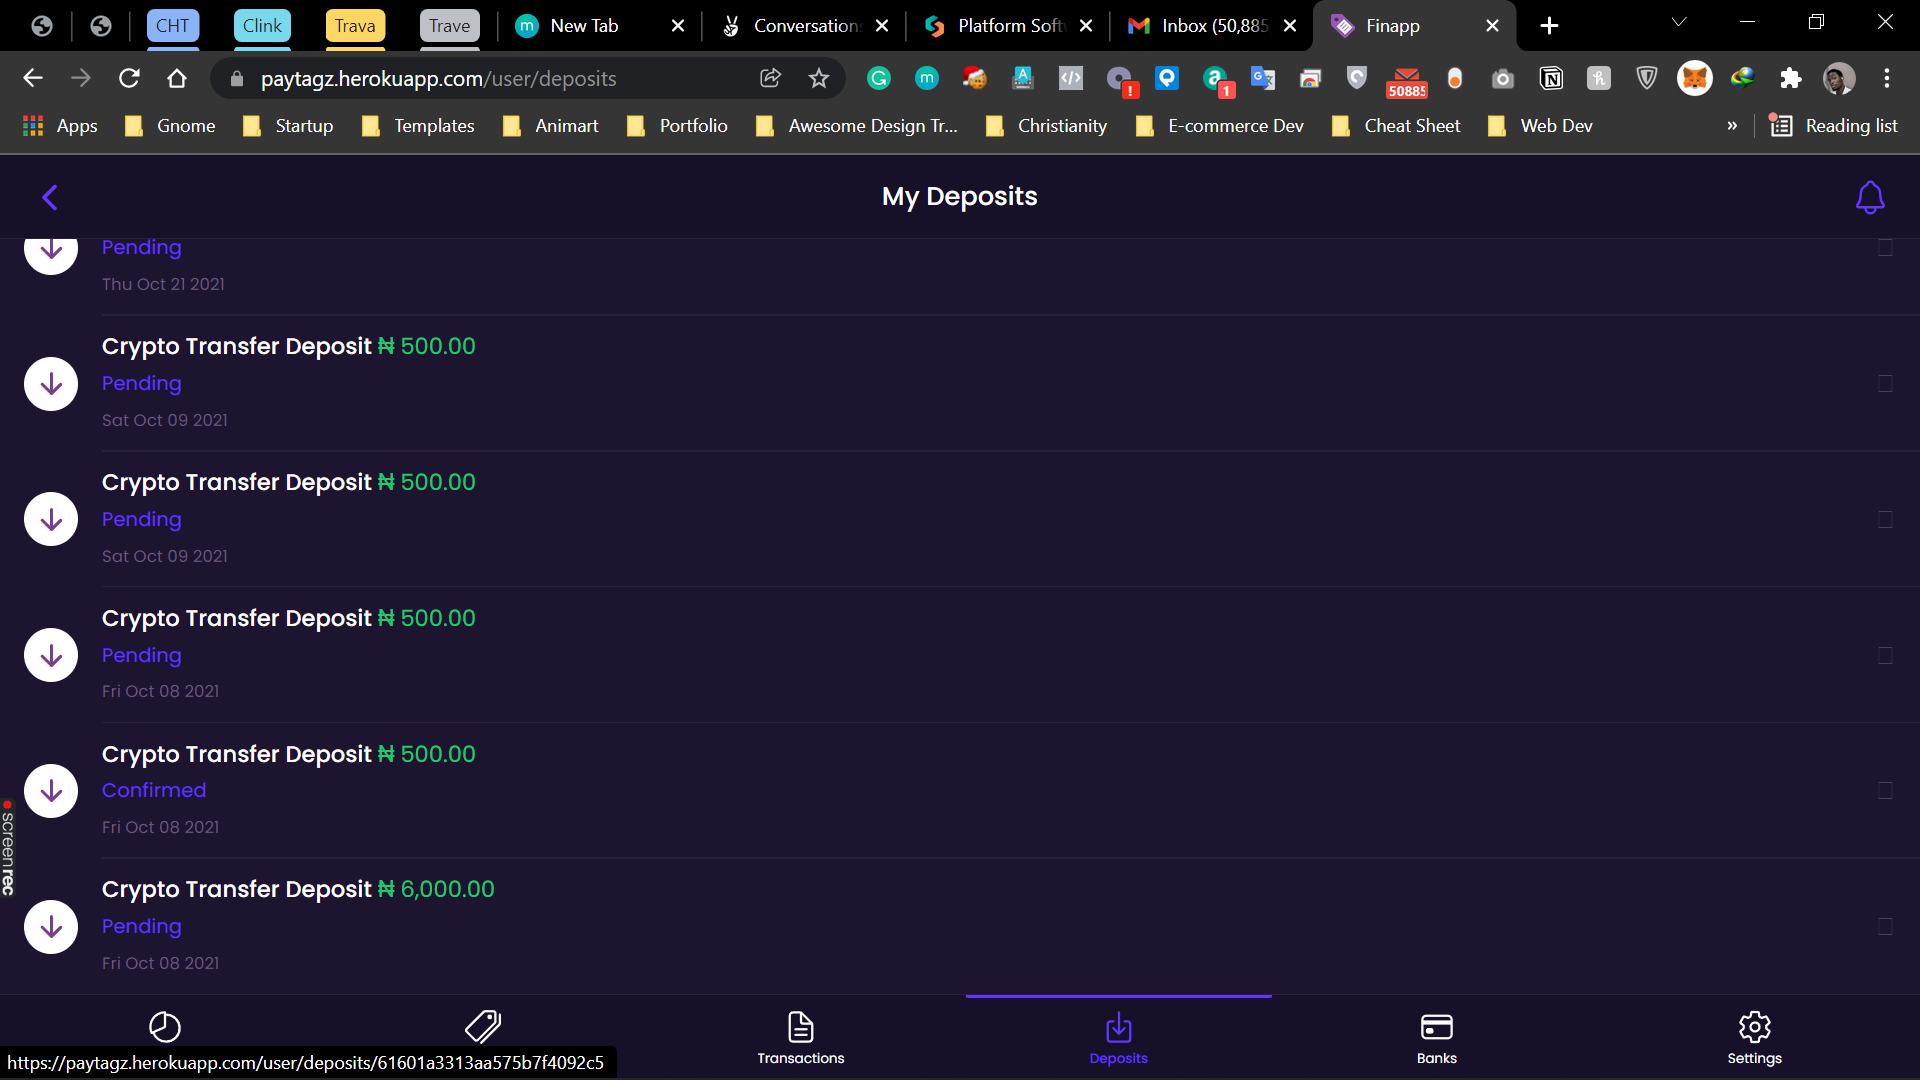 CHT
Clink
Trava
Trave
New Tab
Conversations
Platform Soft
Inbox (50,885
Finapp
paytagz.herokuapp.com/user/deposits
50885
1
Apps
Gnome
Startup
Templates
Animart
Portfolio
Awesome Design Tr...
Christianity
E-commerce Dev
Cheat Sheet
Web Dev
»
Reading list
My Deposits
Pending
Thu Oct 21 2021
Crypto Transfer Deposit ₦ 500.00
Pending
Sat Oct 09 2021
Crypto Transfer Deposit ₦ 500.00
Pending
Sat Oct 09 2021
Crypto Transfer Deposit ₦ 500.00
Pending
Fri Oct 08 2021
Crypto Transfer Deposit ₦ 500.00
Confirmed
Fri Oct 08 2021
Crypto Transfer Deposit ₦ 6,000.00
Pending
Fri Oct 08 2021
screenrec
Transactions
Deposits
Banks
Settings
https://paytagz.herokuapp.com/user/deposits/61601a3313aa575b7f4092c5